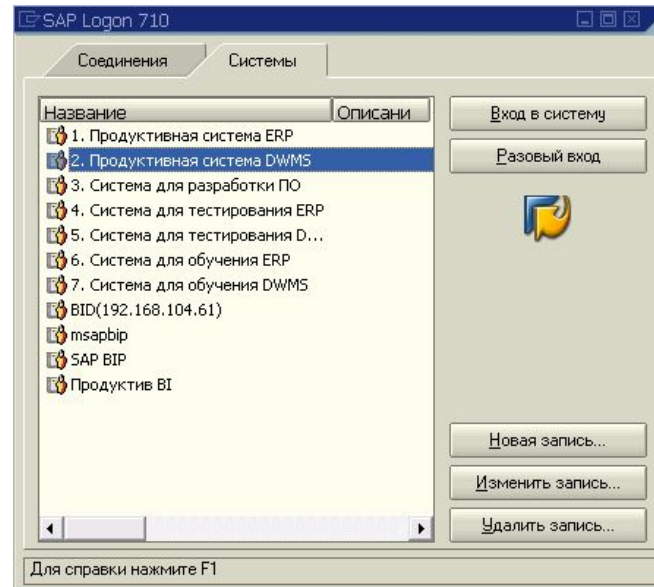 SAP Logon 710
Соединения
Системы
Название
Описани
1. Продуктивная система ERP
2. Продуктивная система DWMS
3. Система для разработки ПО
4. Система для тестирования ERP
5. Система для тестирования D...
6. Система для обучения ERP
7. Система для обучения DWMS
BID(192.168.104.61)
msapbip
SAP BIP
Продуктив BI
Вход в систему
Разовый вход
Новая запись...
Изменить запись...
Удалить запись...
Для справки нажмите F1